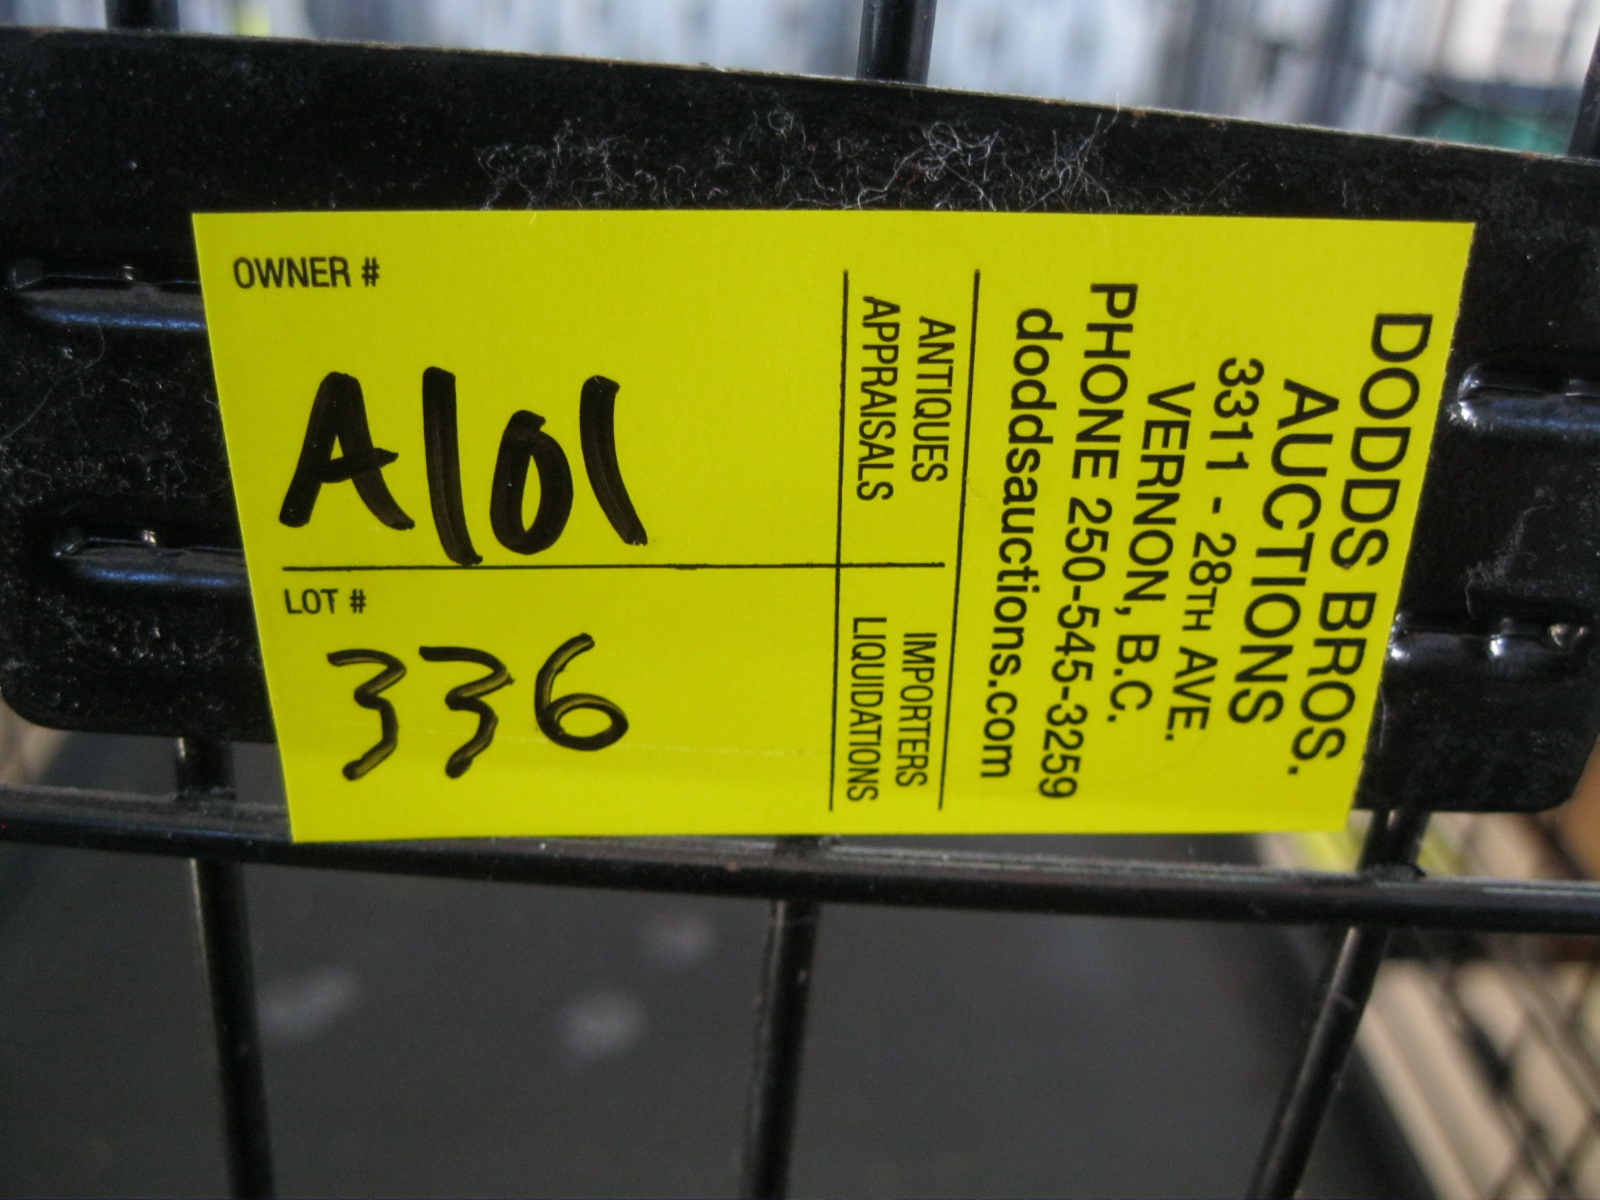 OWNER #
A101
LOT #
336
DODDS BROS.
AUCTIONS
3311 - 28TH AVE.
VERNON, B.C.
PHONE 250-545-3259
doddsauctions.com
ANTIQUES
APPRAISALS
IMPORTERS
LIQUIDATIONS